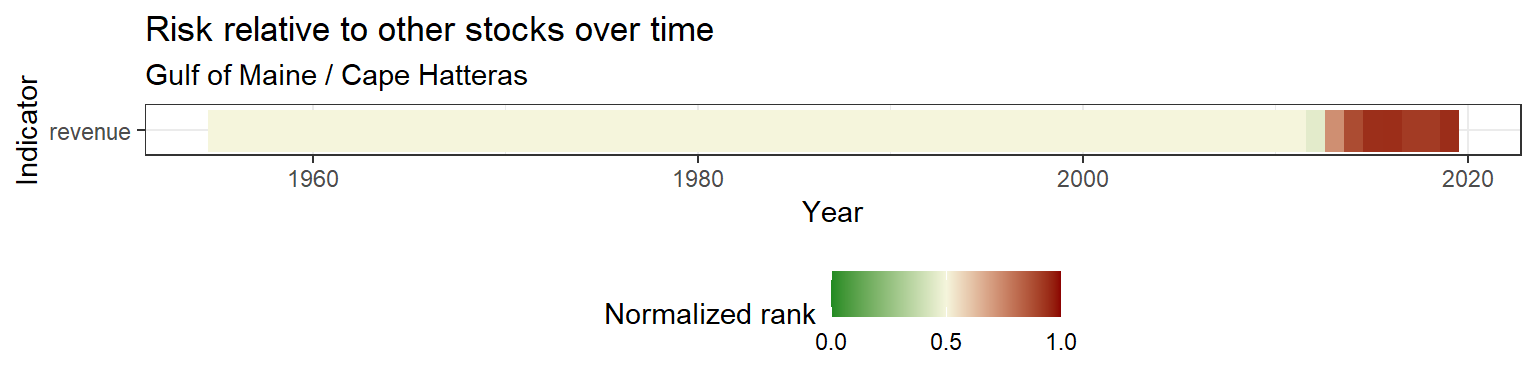 Risk relative to other stocks over time
Gulf of Maine / Cape Hatteras
Indicator
revenue
1960 1980 2000 2020
Year
Normalized rank
0.0 0.5 1.0